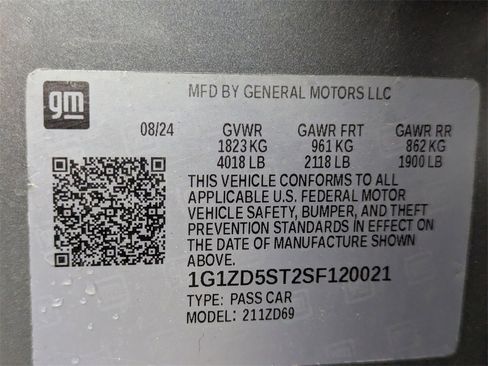 gm
MFD BY GENERAL MOTORS LLC
08/24 GVWR GAWR FRT GAWR RR
1823 KG 961 KG 862 KG
4018 LB 2118 LB 1900 LB
THIS VEHICLE CONFORMS TO ALL
APPLICABLE U.S. FEDERAL MOTOR
VEHICLE SAFETY, BUMPER, AND THEFT
PREVENTION STANDARDS IN EFFECT ON
THE DATE OF MANUFACTURE SHOWN
ABOVE.
1G1ZD5ST2SF120021
TYPE: PASS CAR
MODEL: 211ZD69